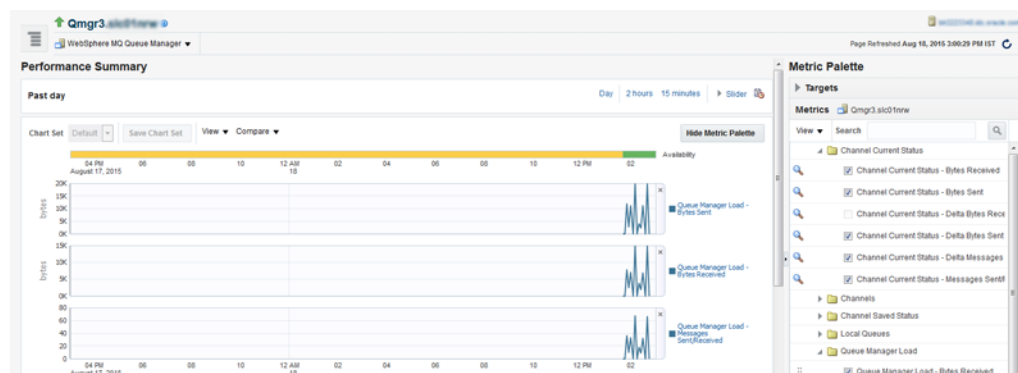 Qmgr3.
WebSphere MQ Queue Manager
Page Refreshed Aug 18, 2015 3:00:29 PM IST
Performance Summary
Past day
Day 2 hours 15 minutes Slider
Chart Set Default Save Chart Set View Compare Hide Metric Palette
Availability
04 PM 06 08 10 12 AM 02 04 06 08 10 12 PM 02
August 17, 2015 18
20K
15K
10K
5K
0K
bytes
Queue Manager Load -
Bytes Sent
15K
10K
5K
0K
bytes
Queue Manager Load -
Bytes Received
80
60
40
20
0
Queue Manager Load -
Messages
Sent/Received
04 PM 06 08 10 12 AM 02 04 06 08 10 12 PM 02
August 17, 2015 18
Metric Palette
Targets
Metrics Qmgr3.slc01nrw
View Search
Channel Current Status
Channel Current Status - Bytes Received
Channel Current Status - Bytes Sent
Channel Current Status - Delta Bytes Rece
Channel Current Status - Delta Bytes Sent
Channel Current Status - Delta Messages
Channel Current Status - Messages Sent/F
Channels
Channel Saved Status
Local Queues
Queue Manager Load
Queue Manager Load - Bytes Received